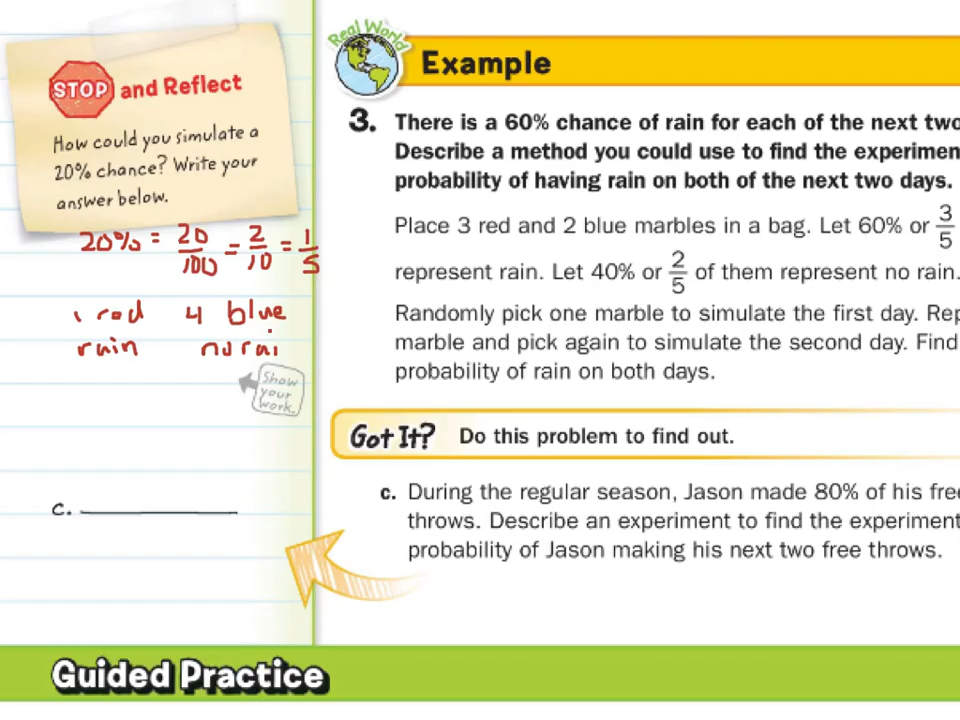 STOP and Reflect
How could you simulate a
20% chance? Write your
answer below.
20% = 20/100 = 2/10 = 1/5
1 red 4 blue
rain no rai
Show
your
work.
c.
Real World
Example
3. There is a 60% chance of rain for each of the next two
Describe a method you could use to find the experimen
probability of having rain on both of the next two days.
Place 3 red and 2 blue marbles in a bag. Let 60% or 3/5
represent rain. Let 40% or 2/5 of them represent no rain.
Randomly pick one marble to simulate the first day. Rep
marble and pick again to simulate the second day. Find
probability of rain on both days.
Got It? Do this problem to find out.
c. During the regular season, Jason made 80% of his free
throws. Describe an experiment to find the experiment
probability of Jason making his next two free throws.
Guided Practice